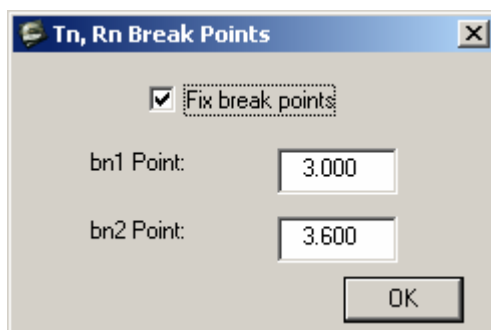 Tn, Rn Break Points
Fix break points
bn1 Point: 3.000
bn2 Point: 3.600
OK